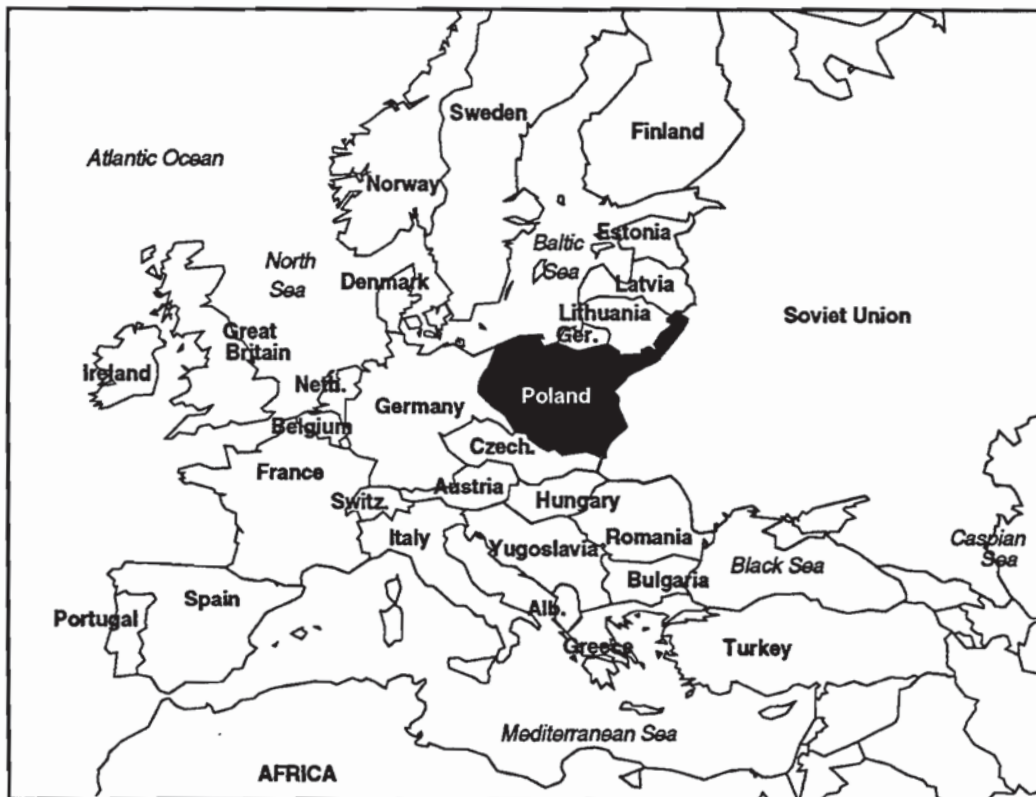 Sweden
Finland
Atlantic Ocean
Norway
Estonia
Baltic
Sea
North
Sea
Denmark
Latvia
Lithuania
Soviet Union
Great
Britain
Ger.
Ireland
Neth.
Poland
Germany
Belgium
Czech.
France
Austria
Switz.
Hungary
Italy
Yugoslavia
Romania
Caspian
Sea
Black Sea
Bulgaria
Spain
Portugal
Alb.
Greece
Turkey
Mediterranean Sea
AFRICA